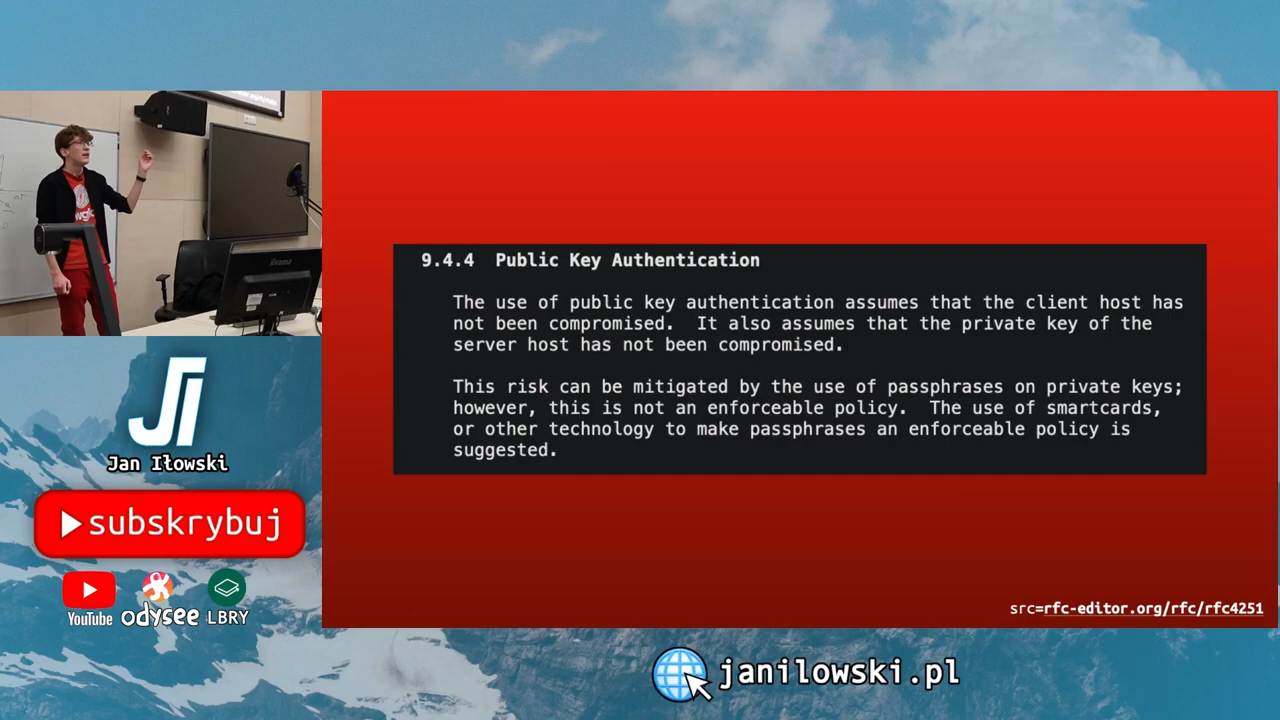 9.4.4 Public Key Authentication
The use of public key authentication assumes that the client host has
not been compromised. It also assumes that the private key of the
server host has not been compromised.
This risk can be mitigated by the use of passphrases on private keys;
however, this is not an enforceable policy. The use of smartcards,
or other technology to make passphrases an enforceable policy is
suggested.
src=rfc-editor.org/rfc/rfc4251
JI
Jan Iłowski
subskrybuj
YouTube odysee LBRY
janilowski.pl
iiyama